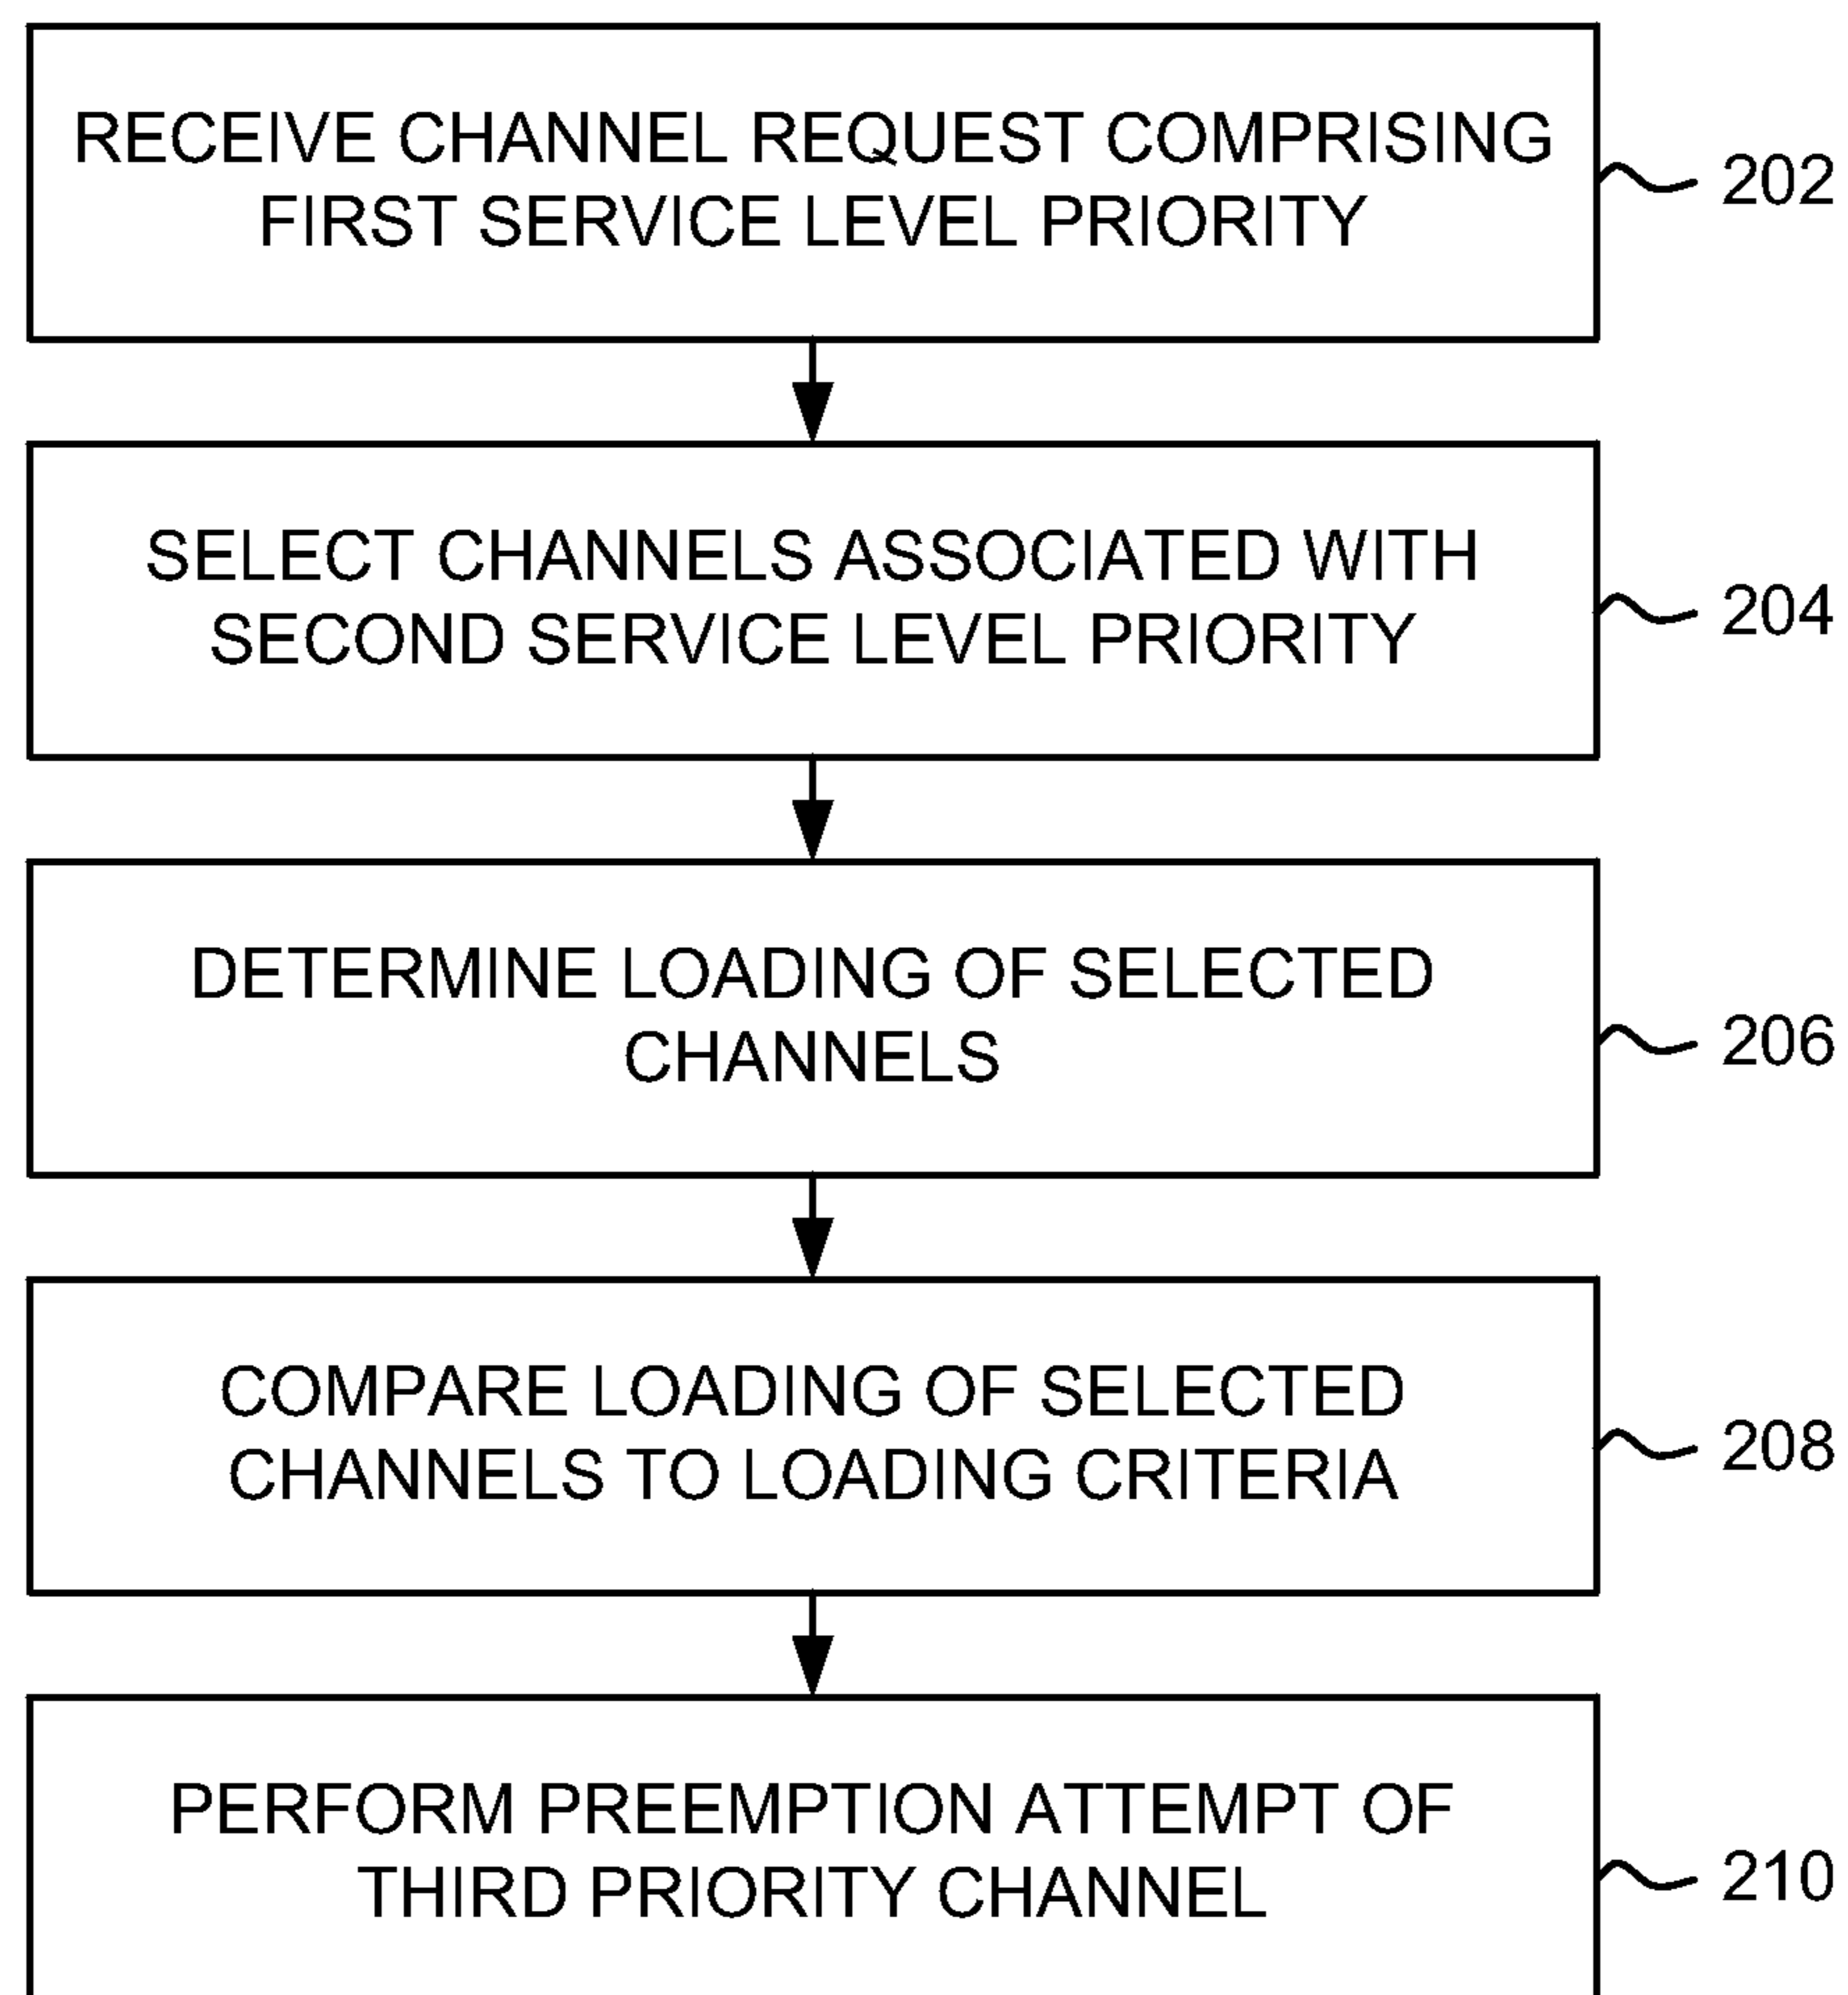 RECEIVE CHANNEL REQUEST COMPRISING
FIRST SERVICE LEVEL PRIORITY
202
SELECT CHANNELS ASSOCIATED WITH
SECOND SERVICE LEVEL PRIORITY
204
DETERMINE LOADING OF SELECTED
CHANNELS
206
COMPARE LOADING OF SELECTED
CHANNELS TO LOADING CRITERIA
208
PERFORM PREEMPTION ATTEMPT OF
THIRD PRIORITY CHANNEL
210